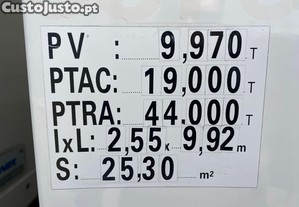 CustoJusto.pt
PV : 9,970 T
PTAC: 19,000 T
PTRA: 44.000 T
IxL: 2,55 x 9,92 m
S: 25,30 m²